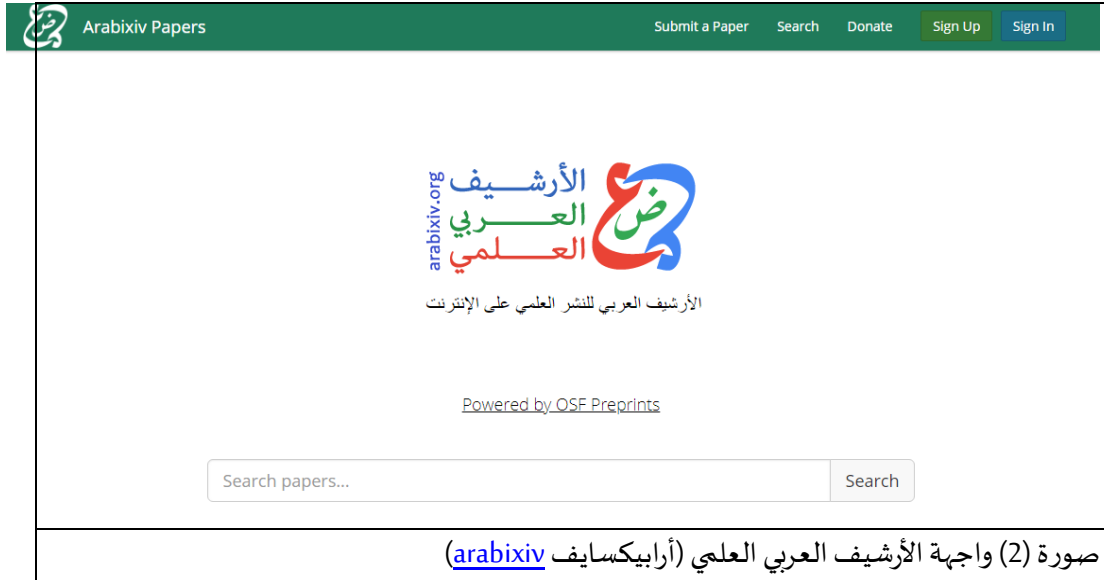 Arabixiv Papers Submit a Paper Search Donate Sign Up Sign In
الأرشيف
العربي
العلمي
arabixiv.org
الأرشيف العربي للنشر العلمي على الإنترنت
Powered by OSF Preprints
Search papers... Search
صورة (2) واجهة الأرشيف العربي العلمي (أرابيكسايف arabixiv)